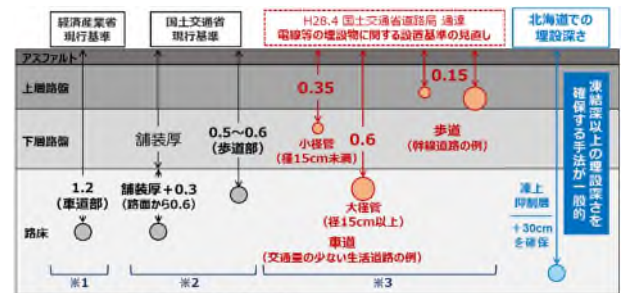 経済産業省
現行基準
国土交通省
現行基準
H28.4 国土交通省道路局 通達
電線等の埋設物に関する設置基準の見直し
北海道での
埋設深さ
アスファルト
上層路盤
下層路盤
路床
1.2
(車道部)
舗装厚
舗装厚+0.3
(路面から0.6)
0.5～0.6
(歩道部)
0.35
小径管
(径15cm未満)
0.6
大径管
(径15cm以上)
車道
(交通量の少ない生活道路の例)
0.15
歩道
(幹線道路の例)
凍上
抑制層
+30cm
を確保
凍結深以上の埋設深さを
確保する手法が一般的
※1
※2
※3